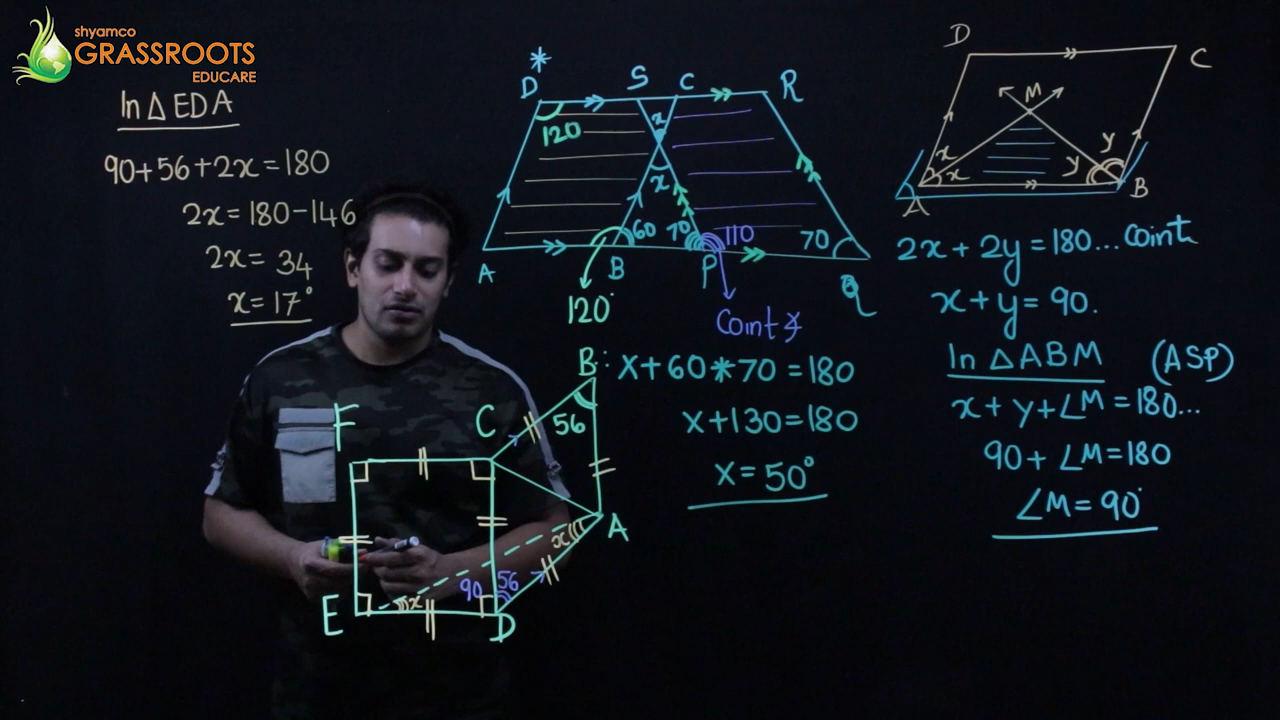 shyamco
GRASSROOTS
EDUCARE
In △ EDA
90+56+2x=180
2x=180-146
2x=34
x=17°
D * S C R
120
x
x
60 70 110 70
A B P Q
120°
Coint ∡
x+60*70=180
x+130=180
x=50°
F C B
56
A
x
90 56
x
E D
D C
M
x
x
y
y
A B
2x+2y=180...Coint
x+y=90.
In △ ABM (ASP)
x+y+∠M=180...
90+∠M=180
∠M=90°